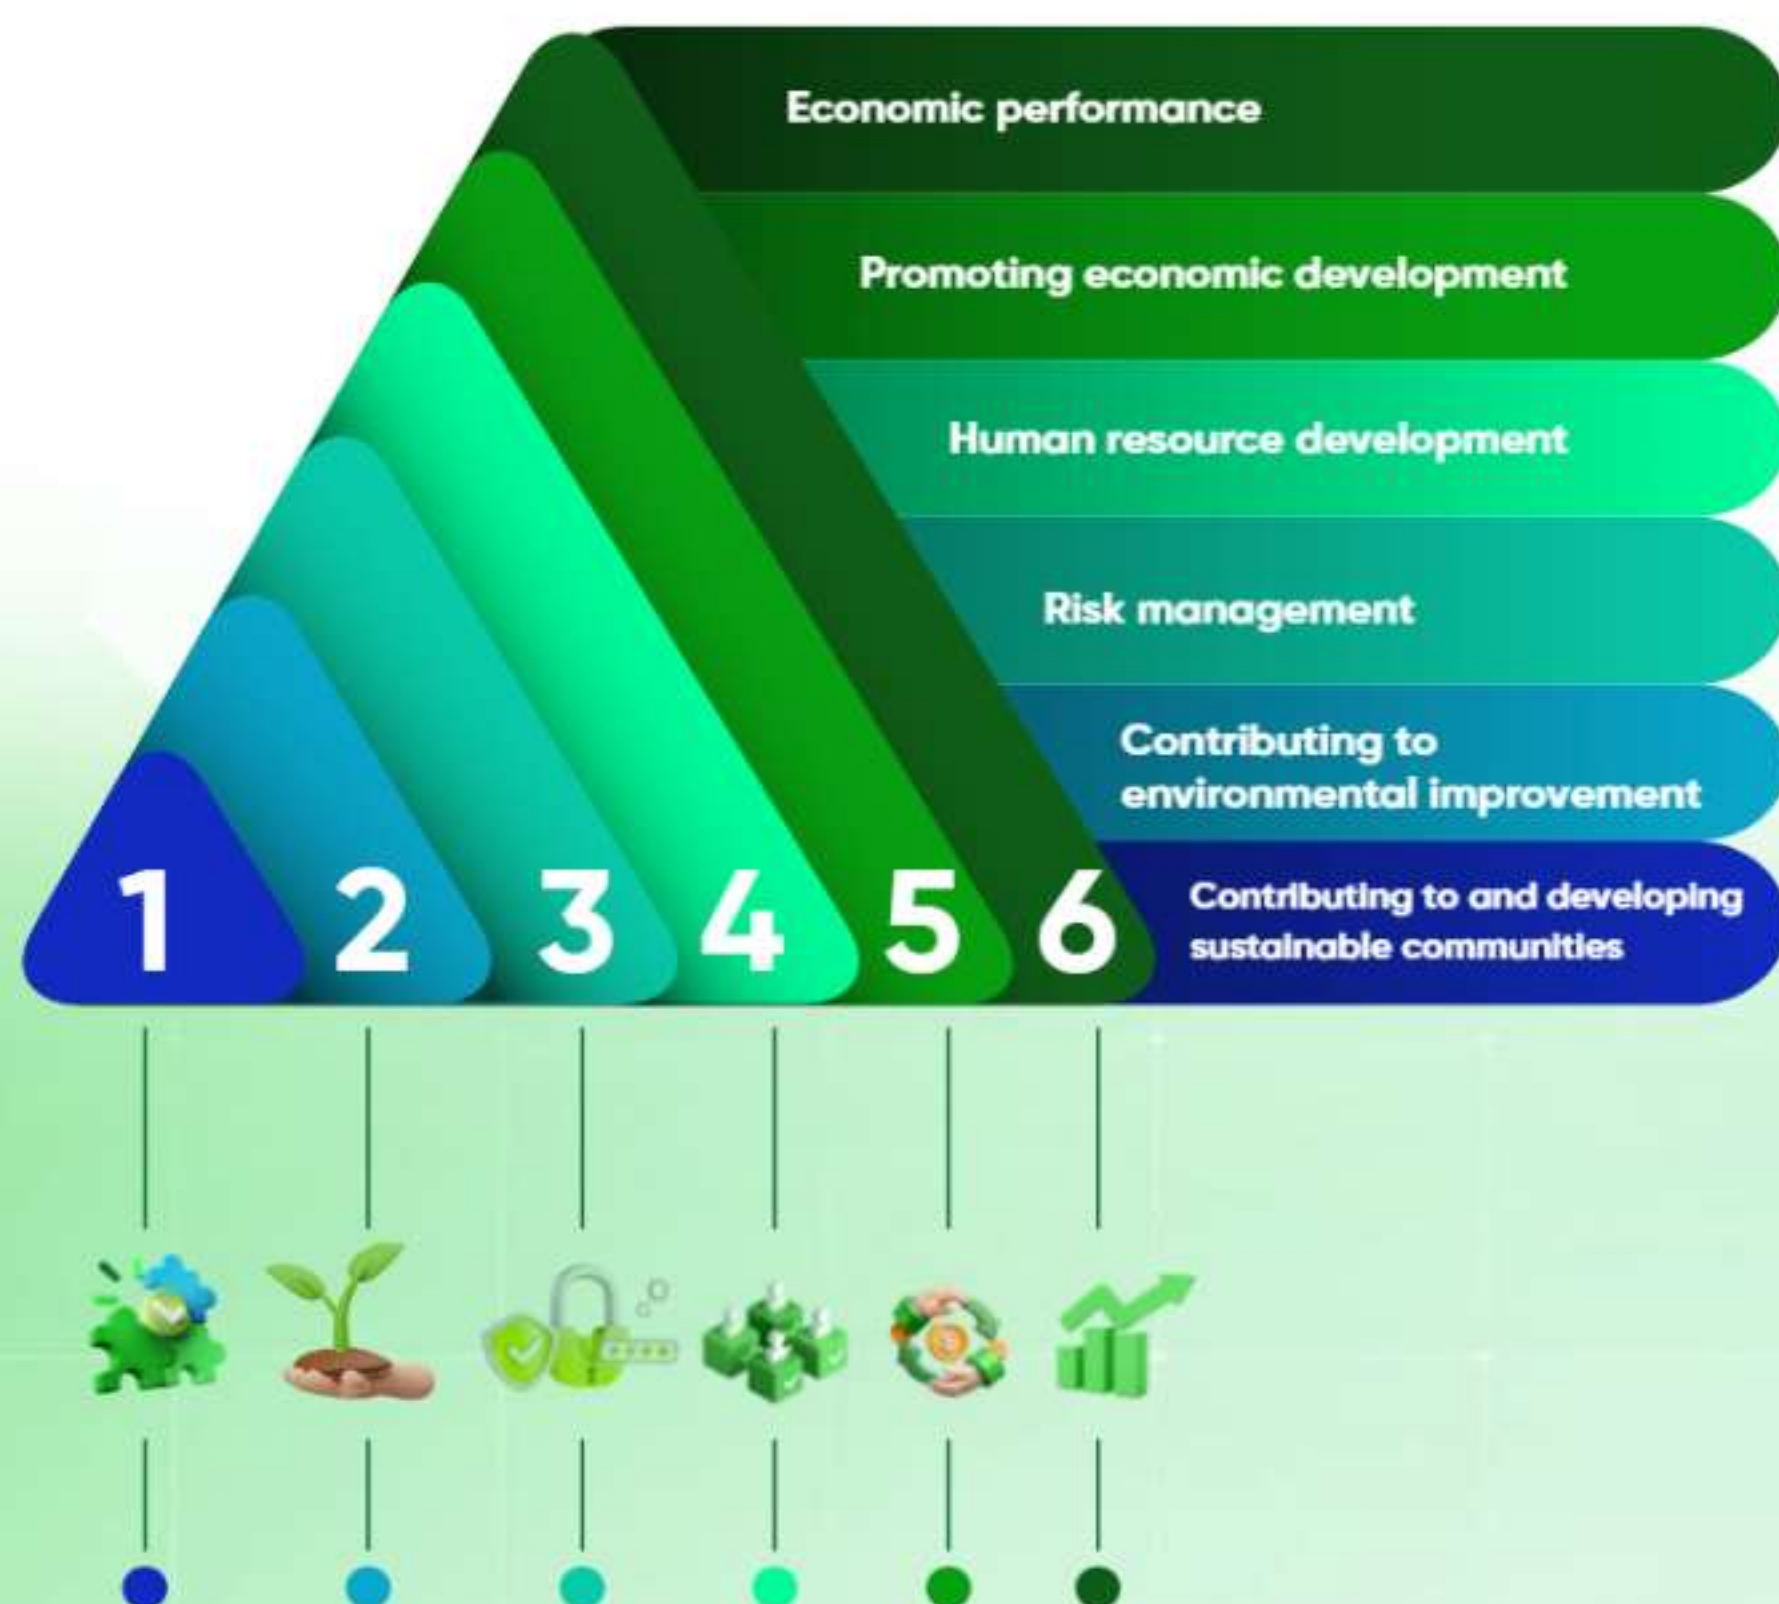 Economic performance
Promoting economic development
Human resource development
Risk management
Contributing to
environmental improvement
Contributing to and developing
sustainable communities
1 2 3 4 5 6